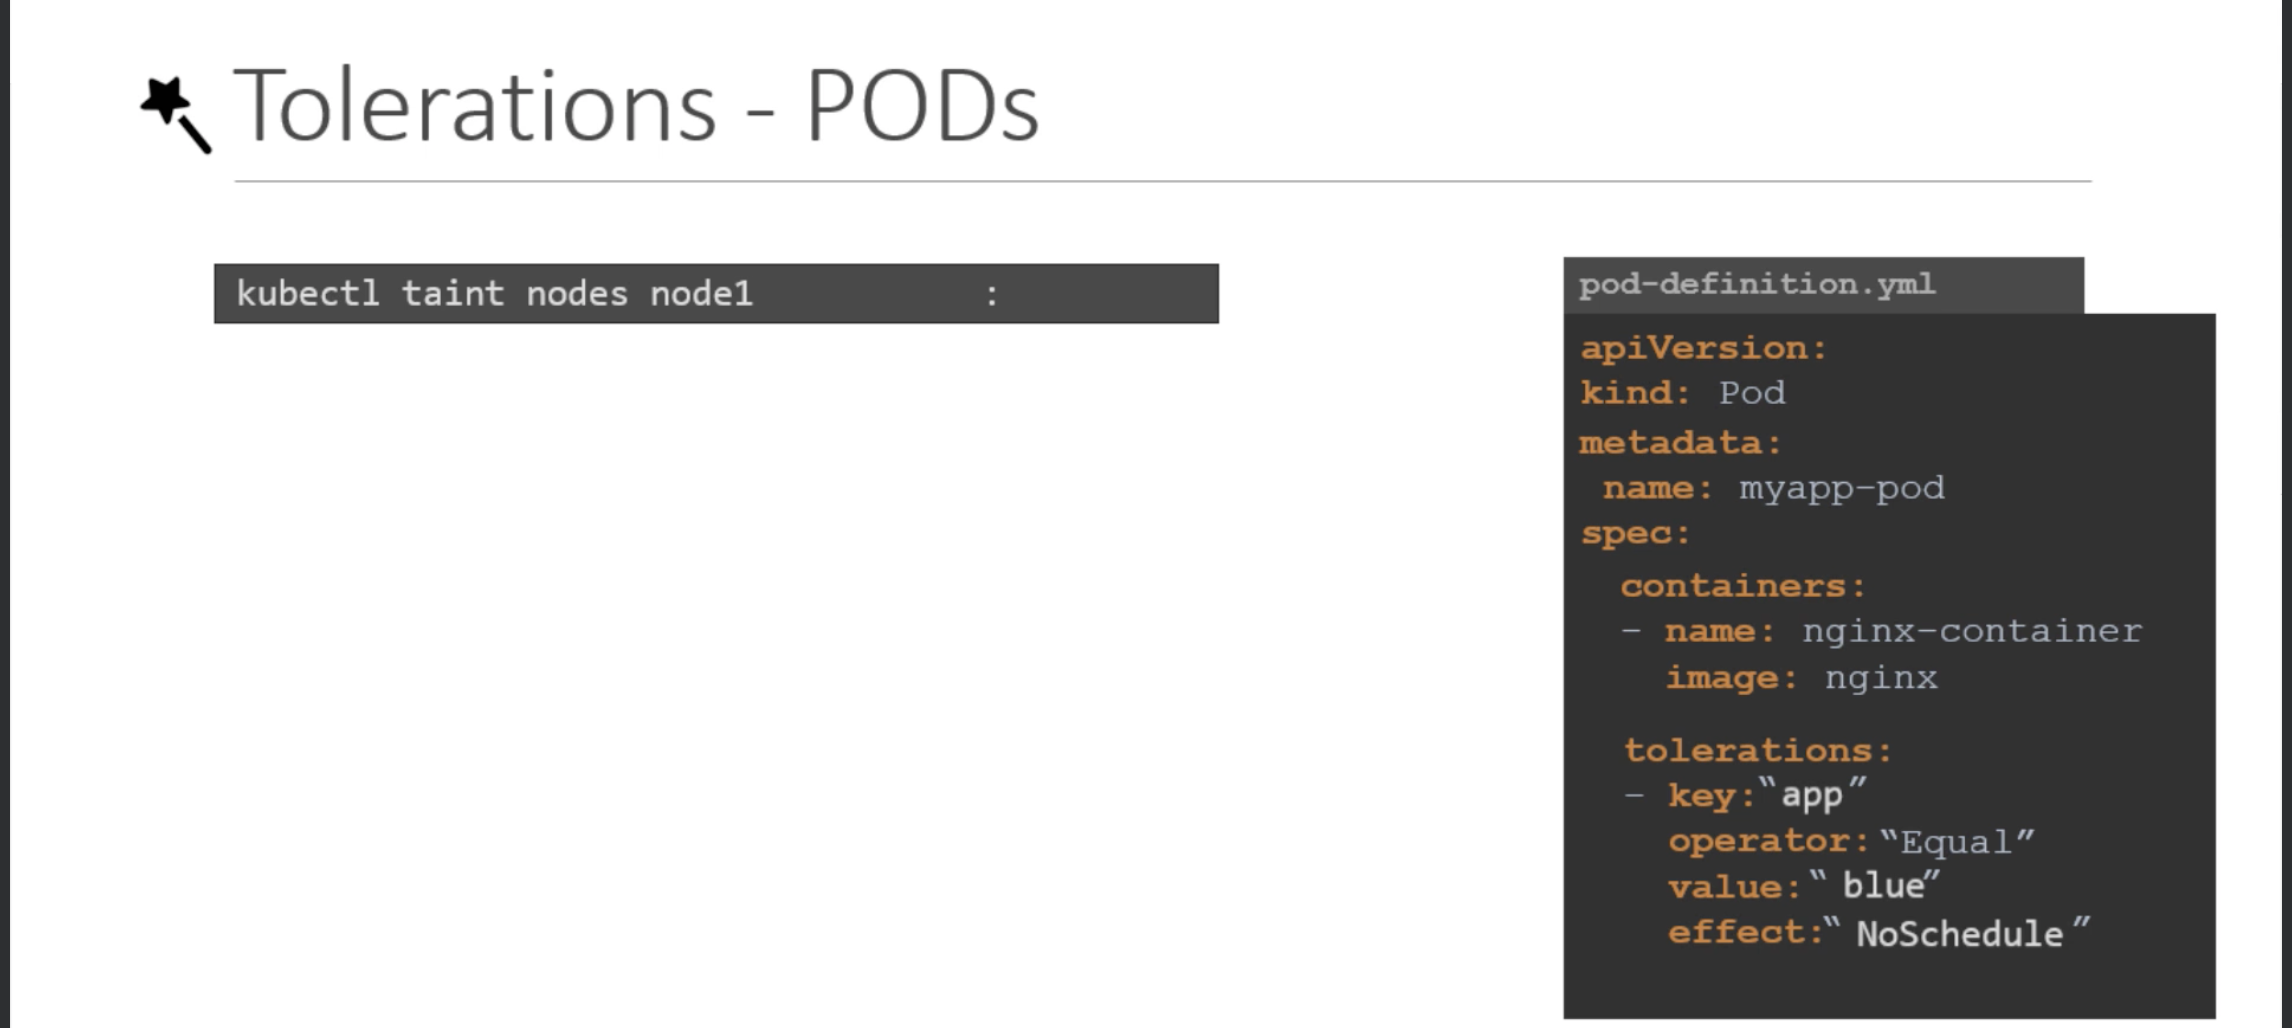 Tolerations - PODs
kubectl taint nodes node1 :
pod-definition.yml
apiVersion:
kind: Pod
metadata:
name: myapp-pod
spec:
containers:
- name: nginx-container
image: nginx
tolerations:
- key:“app”
operator:“Equal”
value:“ blue”
effect:“ NoSchedule ”